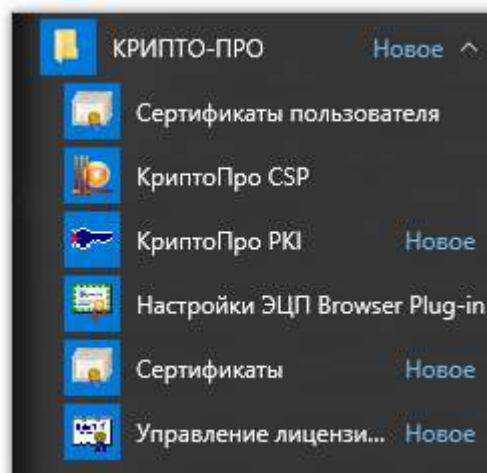 КРИПТО-ПРО Новое
Сертификаты пользователя
КриптоПро CSP
КриптоПро PKI Новое
Настройки ЭЦП Browser Plug-in
Сертификаты Новое
Управление лицензи... Новое